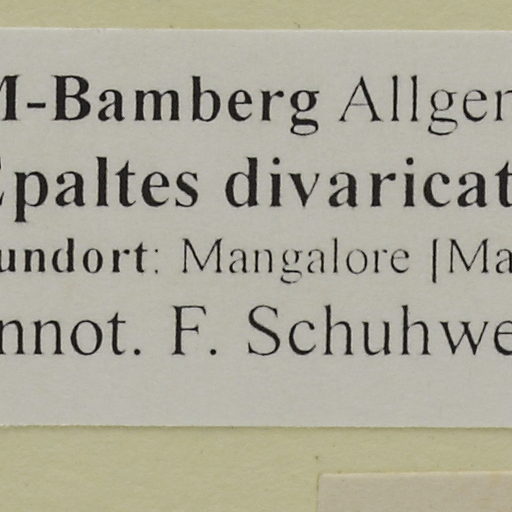 M-Bamberg Allger
Epaltes divaricat
undort: Mangalore [Ma
nnot. F. Schuhwe